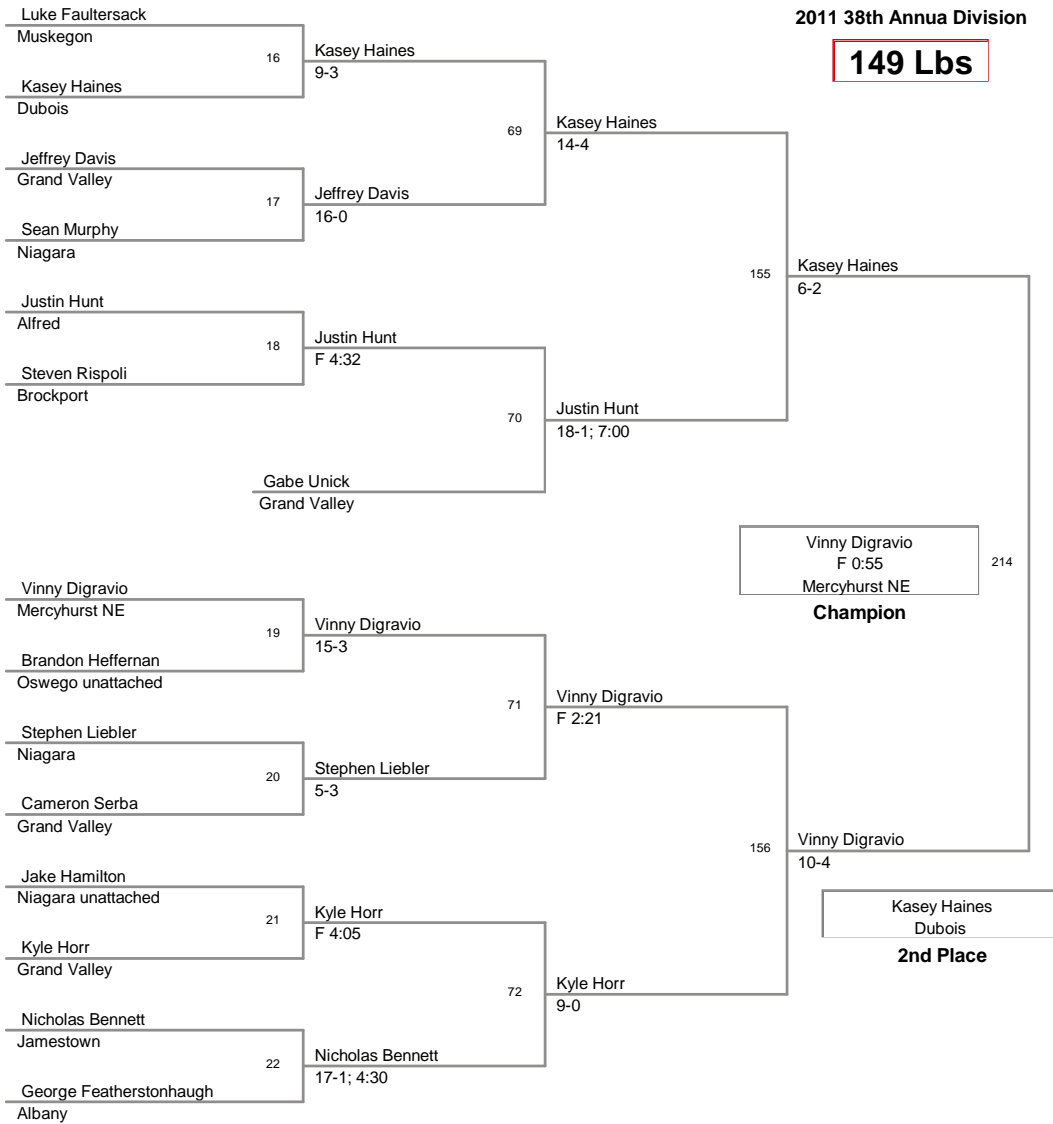 2011 38th Annua Division
149 Lbs
Luke Faultersack
Muskegon
16
Kasey Haines
9-3
Kasey Haines
Dubois
69
Kasey Haines
14-4
Jeffrey Davis
Grand Valley
17
Jeffrey Davis
16-0
Sean Murphy
Niagara
155
Kasey Haines
6-2
Justin Hunt
Alfred
18
Justin Hunt
F 4:32
Steven Rispoli
Brockport
70
Justin Hunt
18-1; 7:00
Gabe Unick
Grand Valley
Vinny Digravio
F 0:55
Mercyhurst NE
Champion
214
Vinny Digravio
Mercyhurst NE
19
Vinny Digravio
15-3
Brandon Heffernan
Oswego unattached
71
Vinny Digravio
F 2:21
Stephen Liebler
Niagara
20
Stephen Liebler
5-3
Cameron Serba
Grand Valley
156
Vinny Digravio
10-4
Jake Hamilton
Niagara unattached
21
Kyle Horr
F 4:05
Kyle Horr
Grand Valley
Kasey Haines
Dubois
2nd Place
72
Kyle Horr
9-0
Nicholas Bennett
Jamestown
22
Nicholas Bennett
17-1; 4:30
George Featherstonhaugh
Albany